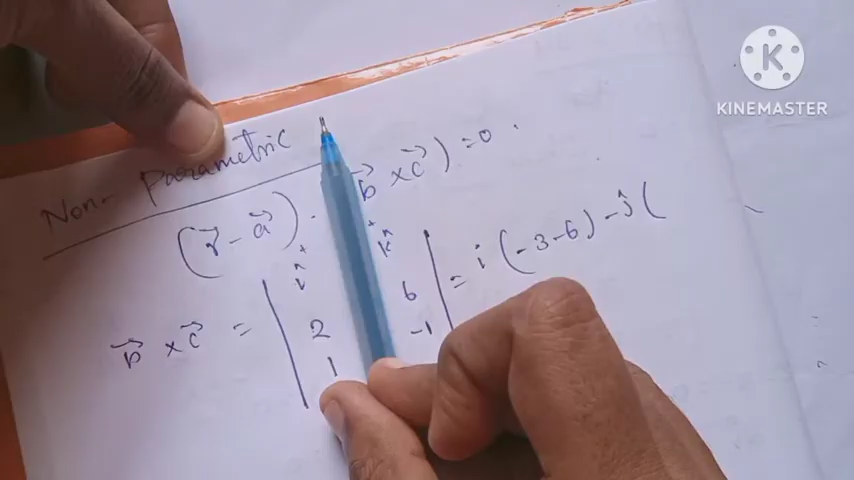 KINEMASTER
Non- Parametric
(r⃗ - a⃗) · b⃗ × c⃗) = 0
+ +
î k̂
b⃗ × c⃗ = | 2 6 | = i (-3-6) - ĵ (
1 -1